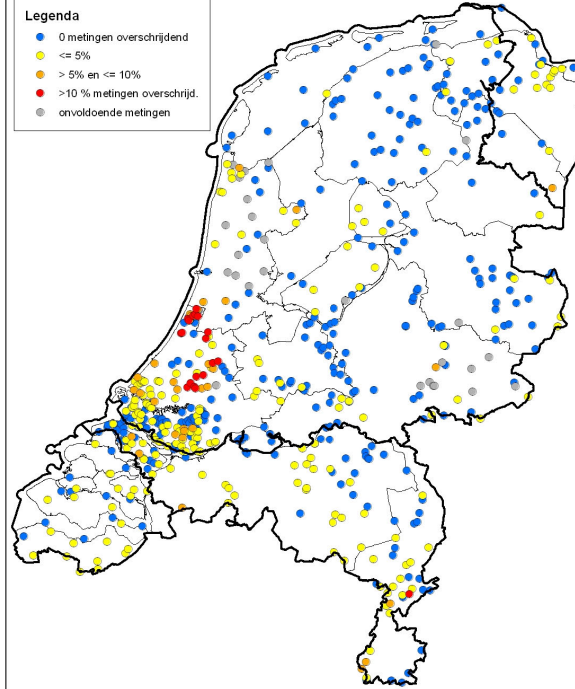 Legenda
0 metingen overschrijdend
<= 5%
> 5% en <= 10%
>10 % metingen overschrijd.
onvoldoende metingen